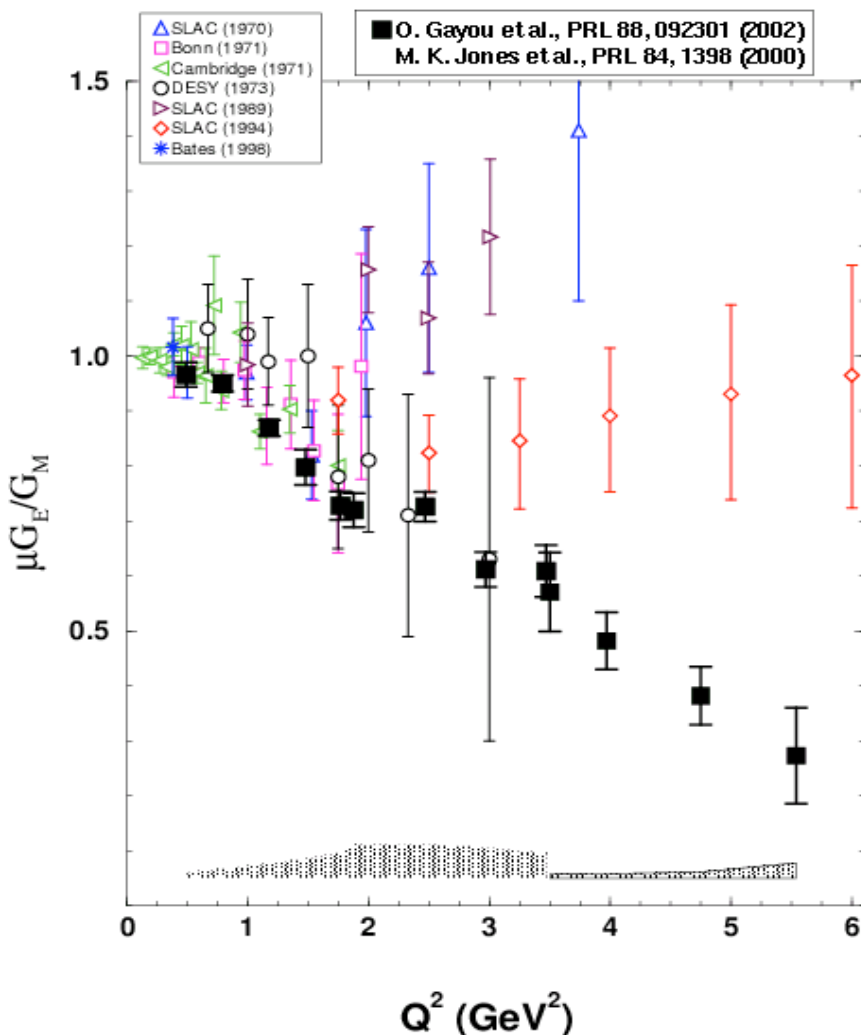 SLAC (1970)
Bonn (1971)
Cambridge (1971)
DESY (1973)
SLAC (1989)
SLAC (1994)
Bates (1998)
O. Gayou et al., PRL 88, 092301 (2002)
M. K. Jones et al., PRL 84, 1398 (2000)
1.5
1.0
0.5
μG_E/G_M
0 1 2 3 4 5 6
Q² (GeV²)